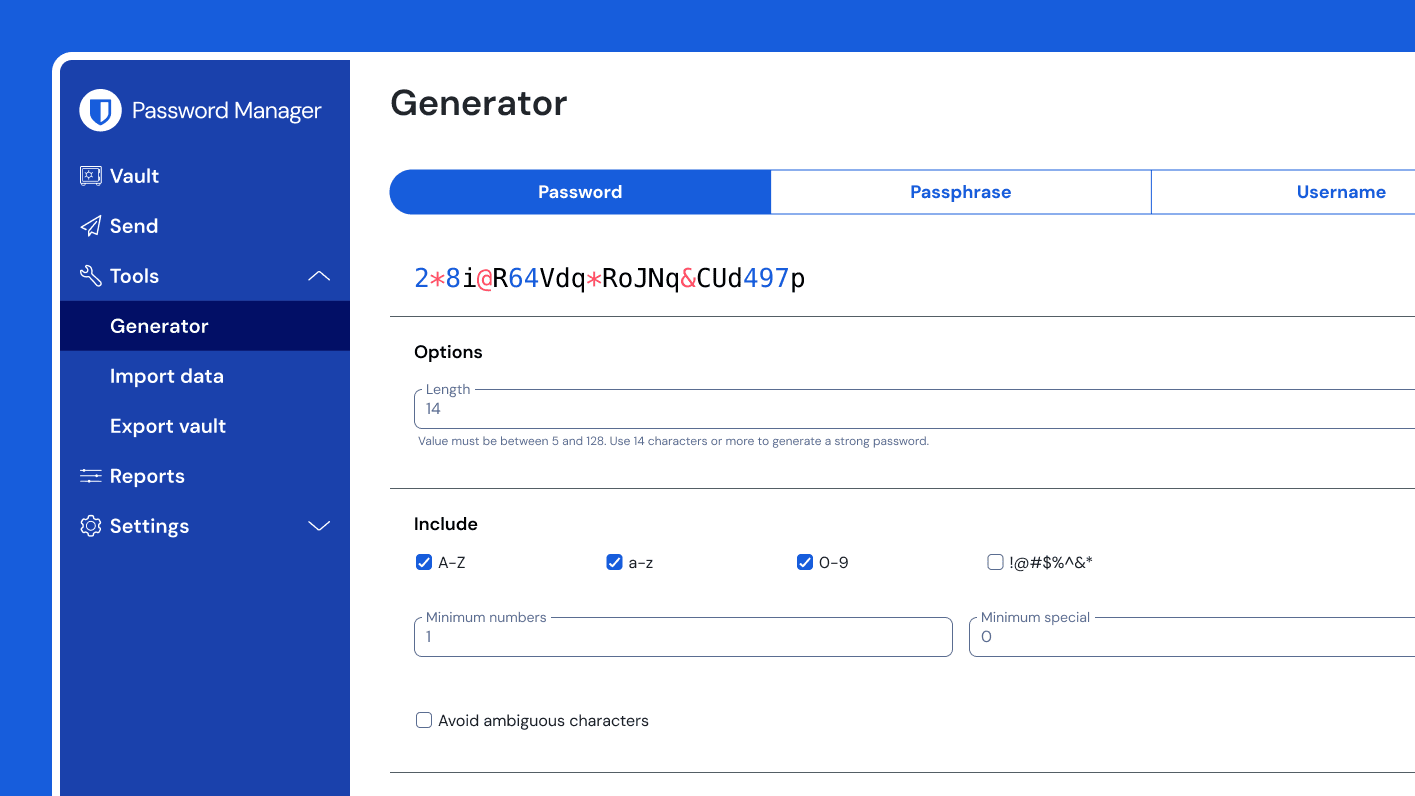 Password Manager
Vault
Send
Tools
Generator
Import data
Export vault
Reports
Settings
Generator
Password
Passphrase
Username
2*8i@R64Vdq*RoJNq&CUd497p
Options
Length
14
Value must be between 5 and 128. Use 14 characters or more to generate a strong password.
Include
A-Z
a-z
0-9
!@#$%^&*
Minimum numbers
1
Minimum special
0
Avoid ambiguous characters